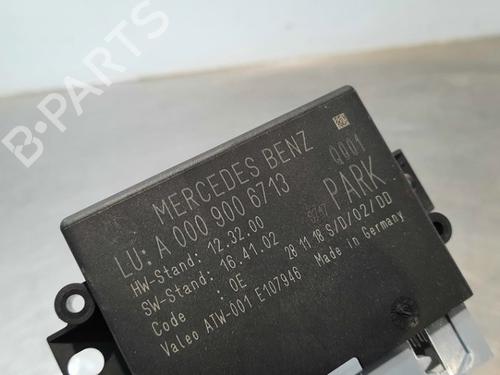 MERCEDES BENZ Q001
LU: A 000 900 6713 PARK
HW-Stand: 12.32.00
SW-Stand: 16.41.02 28 11 18 S/D/02/DD
Code : 0E Made in Germany
Valeo ATW-001 E107946
B-PARTS